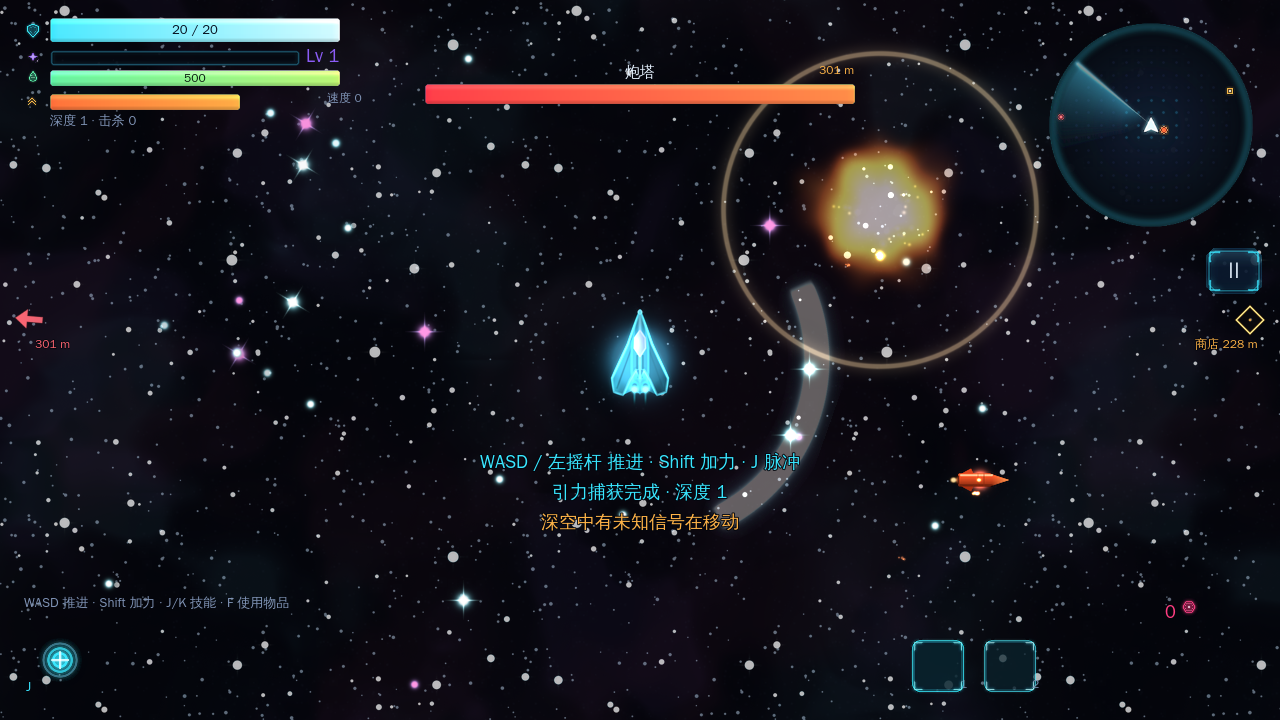 20 / 20
Lv 1
500
速度 0
深度 1 · 击杀 0
炮塔
301 m
301 m
商店 228 m
WASD / 左摇杆 推进 · Shift 加力 · J 脉冲
引力捕获完成 · 深度 1
深空中有未知信号在移动
WASD 推进 · Shift 加力 · J/K 技能 · F 使用物品
0
J